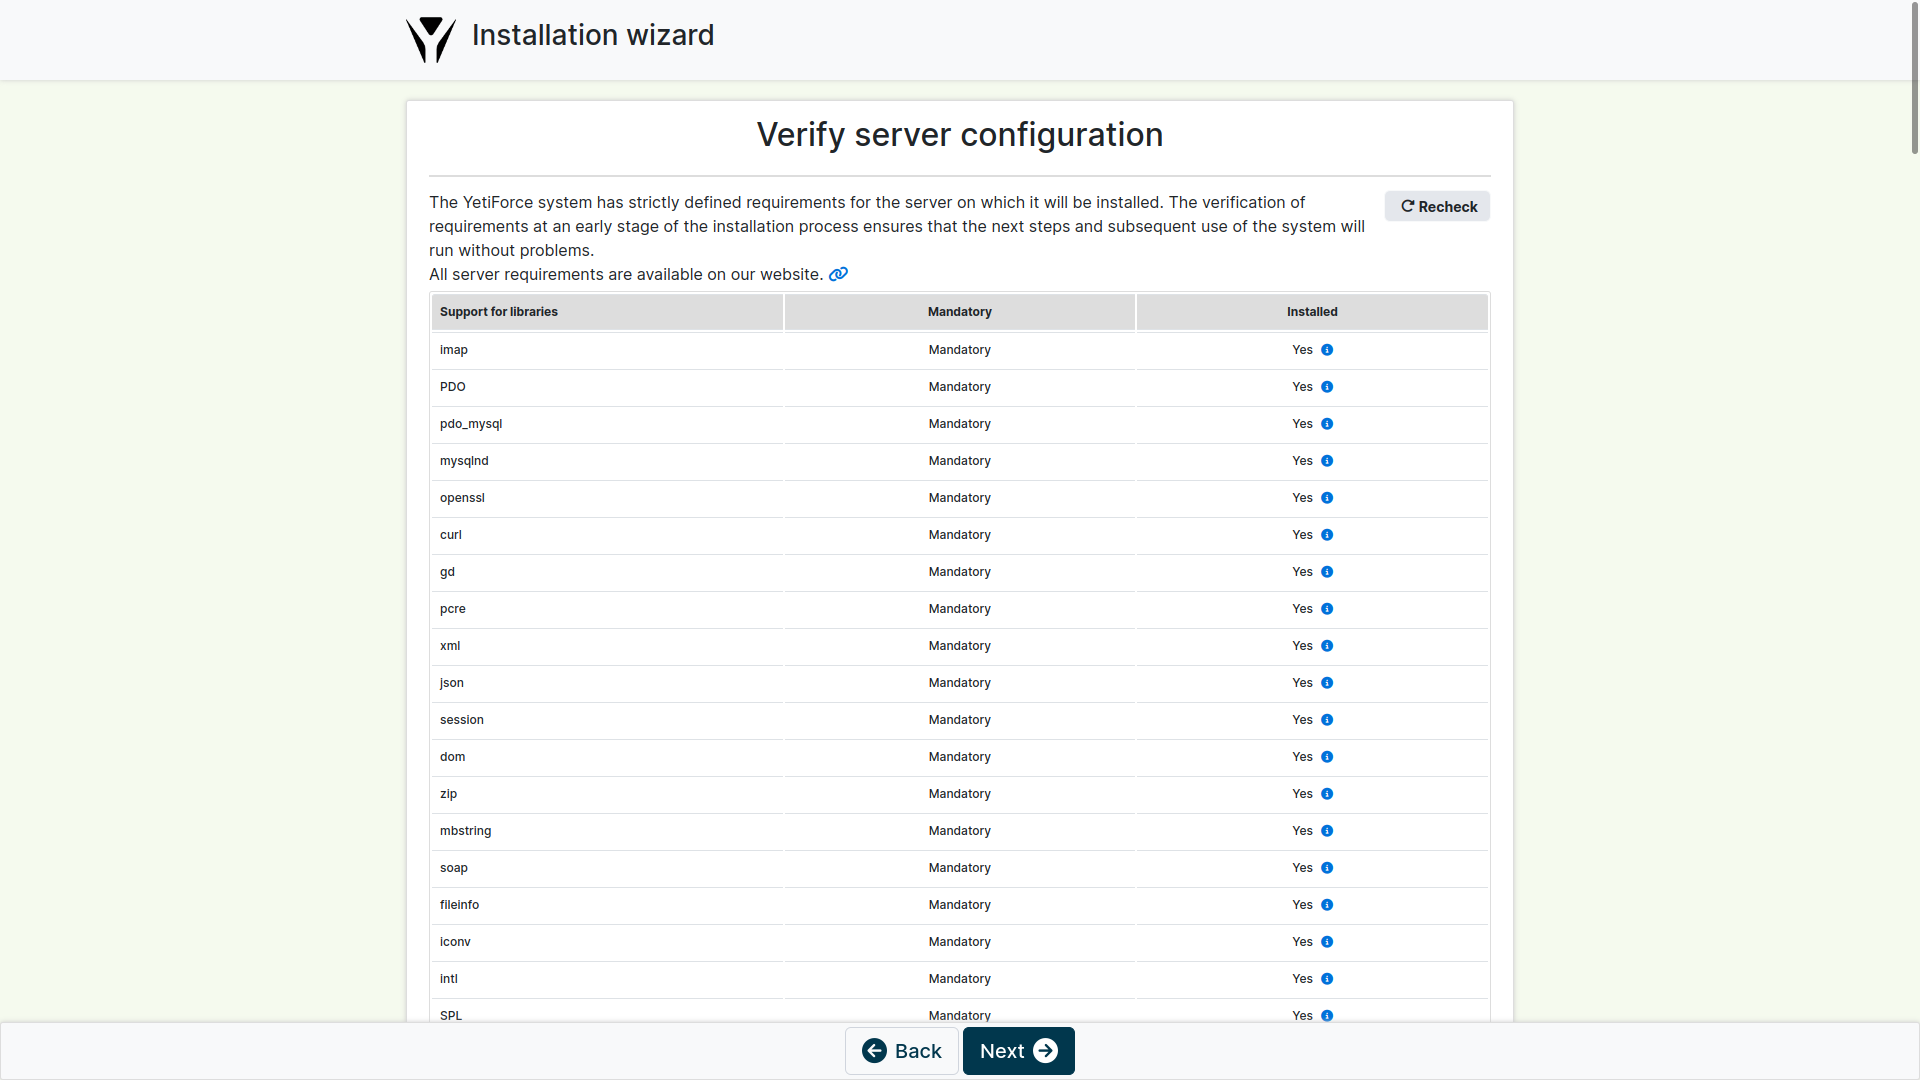 Installation wizard
Verify server configuration
The YetiForce system has strictly defined requirements for the server on which it will be installed. The verification of
requirements at an early stage of the installation process ensures that the next steps and subsequent use of the system will
run without problems.
All server requirements are available on our website.
Recheck
Support for libraries Mandatory Installed
imap Mandatory Yes
PDO Mandatory Yes
pdo_mysql Mandatory Yes
mysqlnd Mandatory Yes
openssl Mandatory Yes
curl Mandatory Yes
gd Mandatory Yes
pcre Mandatory Yes
xml Mandatory Yes
json Mandatory Yes
session Mandatory Yes
dom Mandatory Yes
zip Mandatory Yes
mbstring Mandatory Yes
soap Mandatory Yes
fileinfo Mandatory Yes
iconv Mandatory Yes
intl Mandatory Yes
SPL Mandatory Yes
Back Next